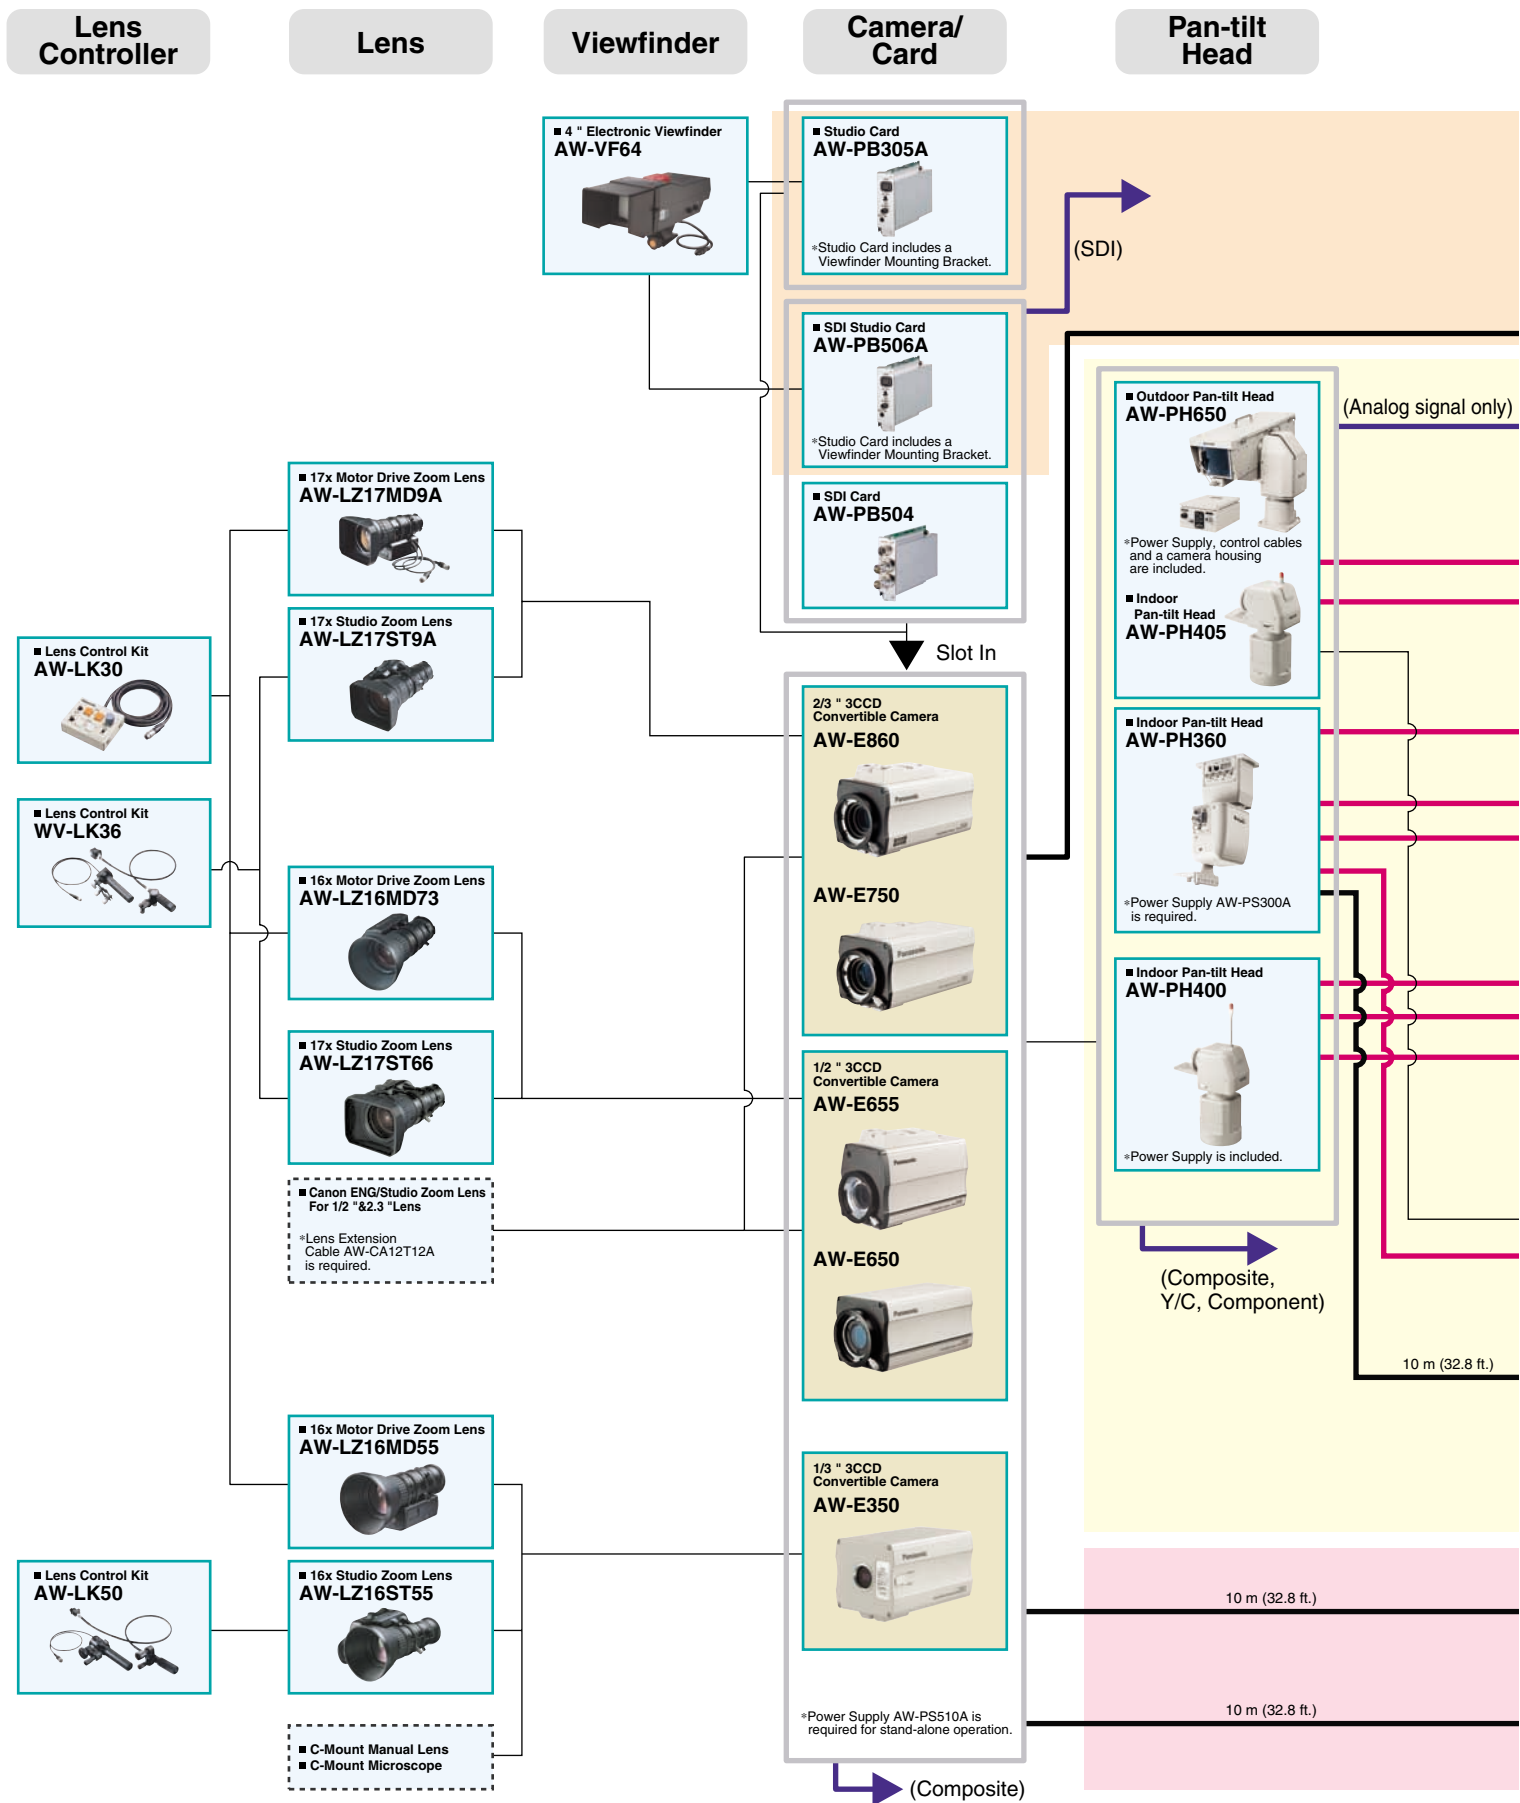 Lens
Controller
Lens
Viewfinder
Camera/
Card
Pan-tilt
Head
■ 4 " Electronic Viewfinder
AW-VF64
■ Studio Card
AW-PB305A
*Studio Card includes a
Viewfinder Mounting Bracket.
(SDI)
■ SDI Studio Card
AW-PB506A
*Studio Card includes a
Viewfinder Mounting Bracket.
■ SDI Card
AW-PB504
Slot In
■ Outdoor Pan-tilt Head
AW-PH650
*Power Supply, control cables
and a camera housing
are included.
■ Indoor
Pan-tilt Head
AW-PH405
(Analog signal only)
■ 17x Motor Drive Zoom Lens
AW-LZ17MD9A
■ 17x Studio Zoom Lens
AW-LZ17ST9A
■ Lens Control Kit
AW-LK30
■ Lens Control Kit
WV-LK36
2/3 " 3CCD
Convertible Camera
AW-E860
Panasonic
AW-E750
Panasonic
■ Indoor Pan-tilt Head
AW-PH360
*Power Supply AW-PS300A
is required.
■ 16x Motor Drive Zoom Lens
AW-LZ16MD73
■ 17x Studio Zoom Lens
AW-LZ17ST66
■ Indoor Pan-tilt Head
AW-PH400
*Power Supply is included.
1/2 " 3CCD
Convertible Camera
AW-E655
Panasonic
AW-E650
Panasonic
■ Canon ENG/Studio Zoom Lens
For 1/2 "&2.3 "Lens
*Lens Extension
Cable AW-CA12T12A
is required.
(Composite,
Y/C, Component)
10 m (32.8 ft.)
■ 16x Motor Drive Zoom Lens
AW-LZ16MD55
1/3 " 3CCD
Convertible Camera
AW-E350
Panasonic
■ Lens Control Kit
AW-LK50
■ 16x Studio Zoom Lens
AW-LZ16ST55
10 m (32.8 ft.)
*Power Supply AW-PS510A is
required for stand-alone operation.
10 m (32.8 ft.)
■ C-Mount Manual Lens
■ C-Mount Microscope
(Composite)